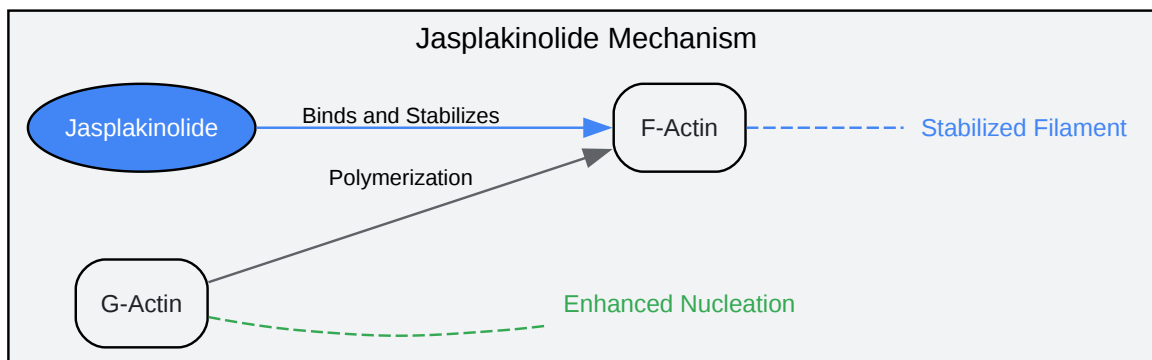 Jasplakinolide Mechanism
Jasplakinolide
Binds and Stabilizes
F-Actin
Stabilized Filament
Polymerization
G-Actin
Enhanced Nucleation